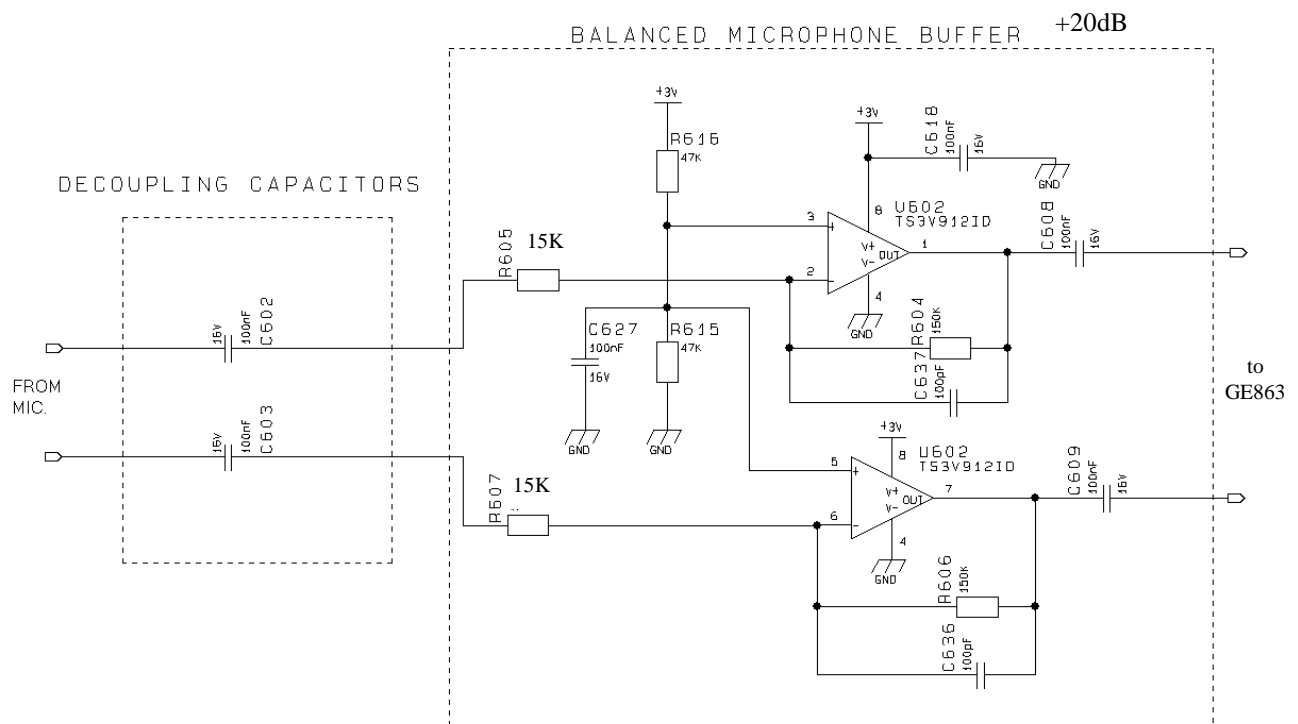 BALANCED MICROPHONE BUFFER +20dB
+3V
R616
47K
+3V
C618
100nF
16V
GND
DECOUPLING CAPACITORS
U602
TS3V912ID
3
+
8
V+
V-
OUT
1
2
-
4
GND
C608
100nF
16V
R605
15K
C602
100nF
16V
C627
100nF
16V
GND
R615
47K
GND
R604
150K
C637
100pF
FROM
MIC.
to
GE863
C603
100nF
16V
+3V
8
U602
TS3V912ID
5
+
V+
V-
OUT
7
6
-
4
GND
C609
100nF
16V
R607
15K
R606
150K
C636
100pF